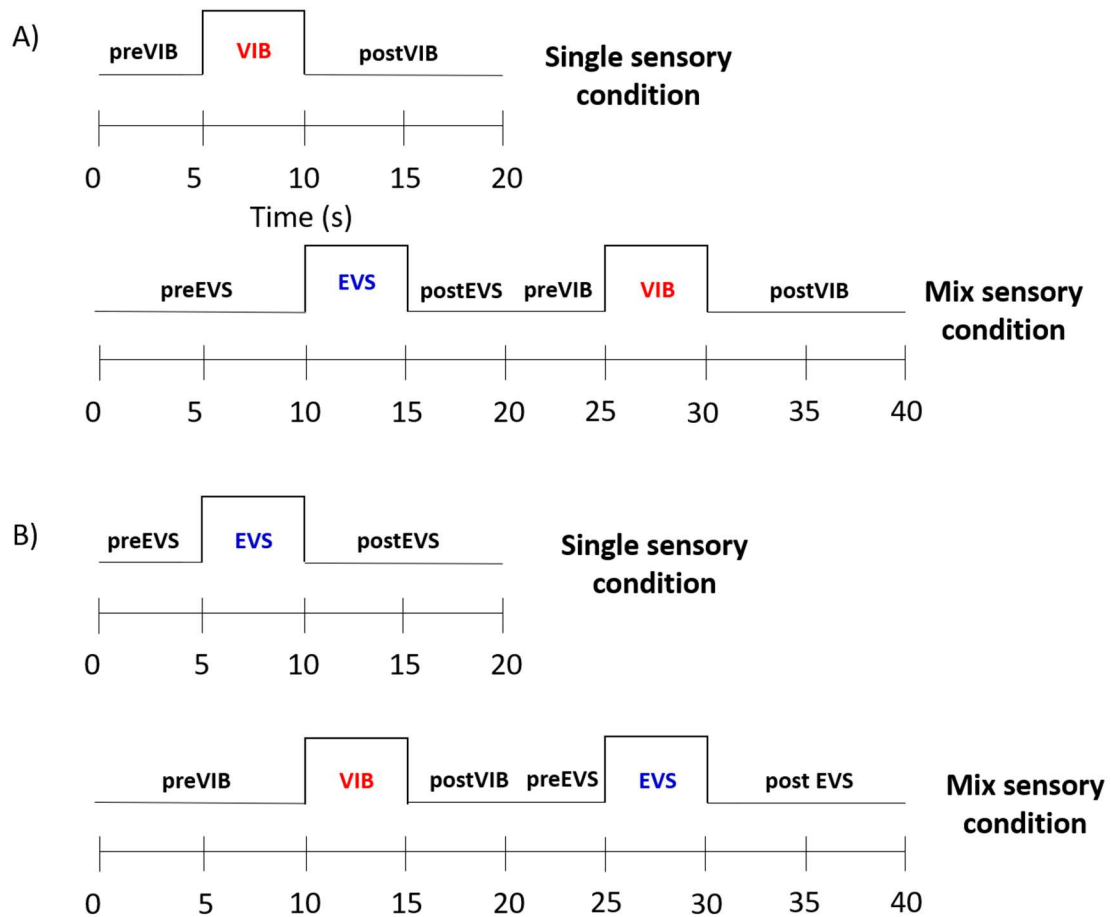 A)
preVIB VIB postVIB
Single sensory
condition
0 5 10 15 20
Time (s)
preEVS EVS postEVS preVIB VIB postVIB
Mix sensory
condition
0 5 10 15 20 25 30 35 40
B)
preEVS EVS postEVS
Single sensory
condition
0 5 10 15 20
preVIB VIB postVIB preEVS EVS post EVS
Mix sensory
condition
0 5 10 15 20 25 30 35 40